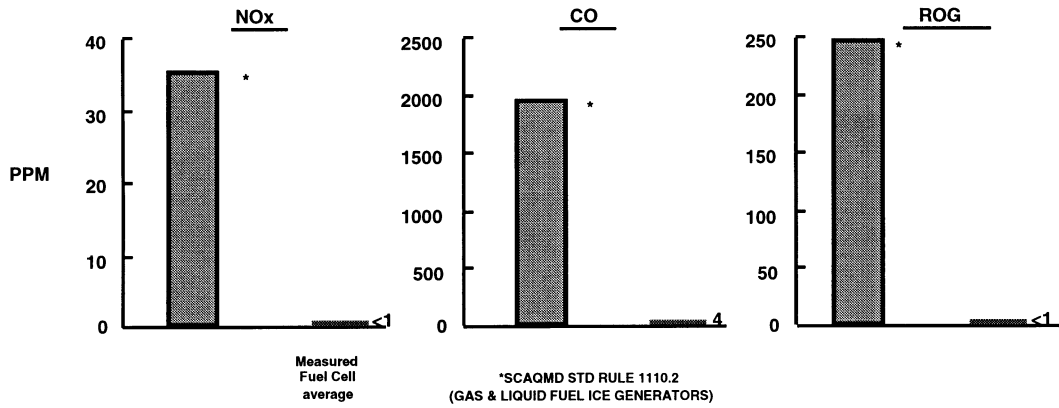 NOx
CO
ROG
PPM
40
30
20
10
0
*
<1
2500
2000
1500
1000
500
0
*
4
250
200
150
100
50
0
*
<1
Measured
Fuel Cell
average
*SCAQMD STD RULE 1110.2
(GAS & LIQUID FUEL ICE GENERATORS)